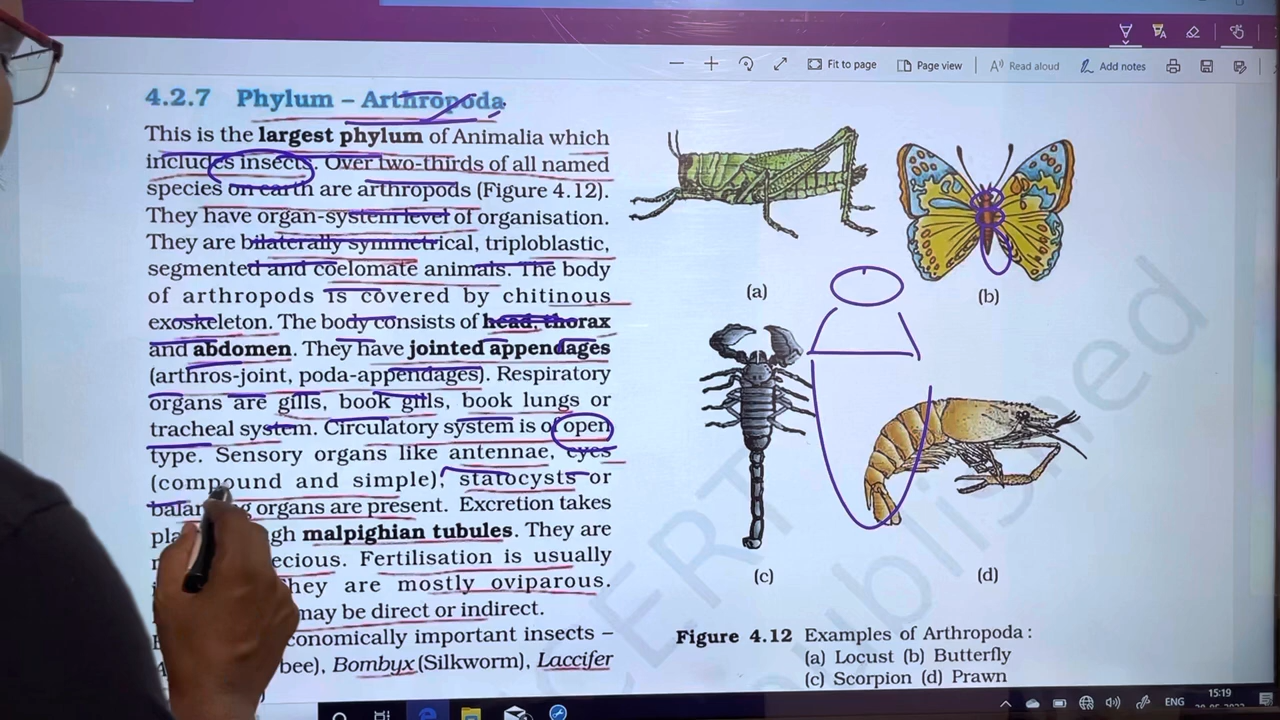 Fit to page
Page view
Read aloud
Add notes
4.2.7 Phylum – Arthropoda
This is the largest phylum of Animalia which
includes insects. Over two-thirds of all named
species on earth are arthropods (Figure 4.12).
They have organ-system level of organisation.
They are bilaterally symmetrical, triploblastic,
segmented and coelomate animals. The body
of arthropods is covered by chitinous
exoskeleton. The body consists of head, thorax
and abdomen. They have jointed appendages
(arthros-joint, poda-appendages). Respiratory
organs are gills, book gills, book lungs or
tracheal system. Circulatory system is of open
type. Sensory organs like antennae, eyes
(compound and simple), statocysts or
organs are present. Excretion takes
malpighian tubules. They are
Fertilisation is usually
they are mostly oviparous.
may be direct or indirect.
economically important insects –
bee), Bombyx (Silkworm), Laccifer
(a)
(b)
(c)
(d)
Figure 4.12 Examples of Arthropoda :
(a) Locust (b) Butterfly
(c) Scorpion (d) Prawn
published
ENG
15:19